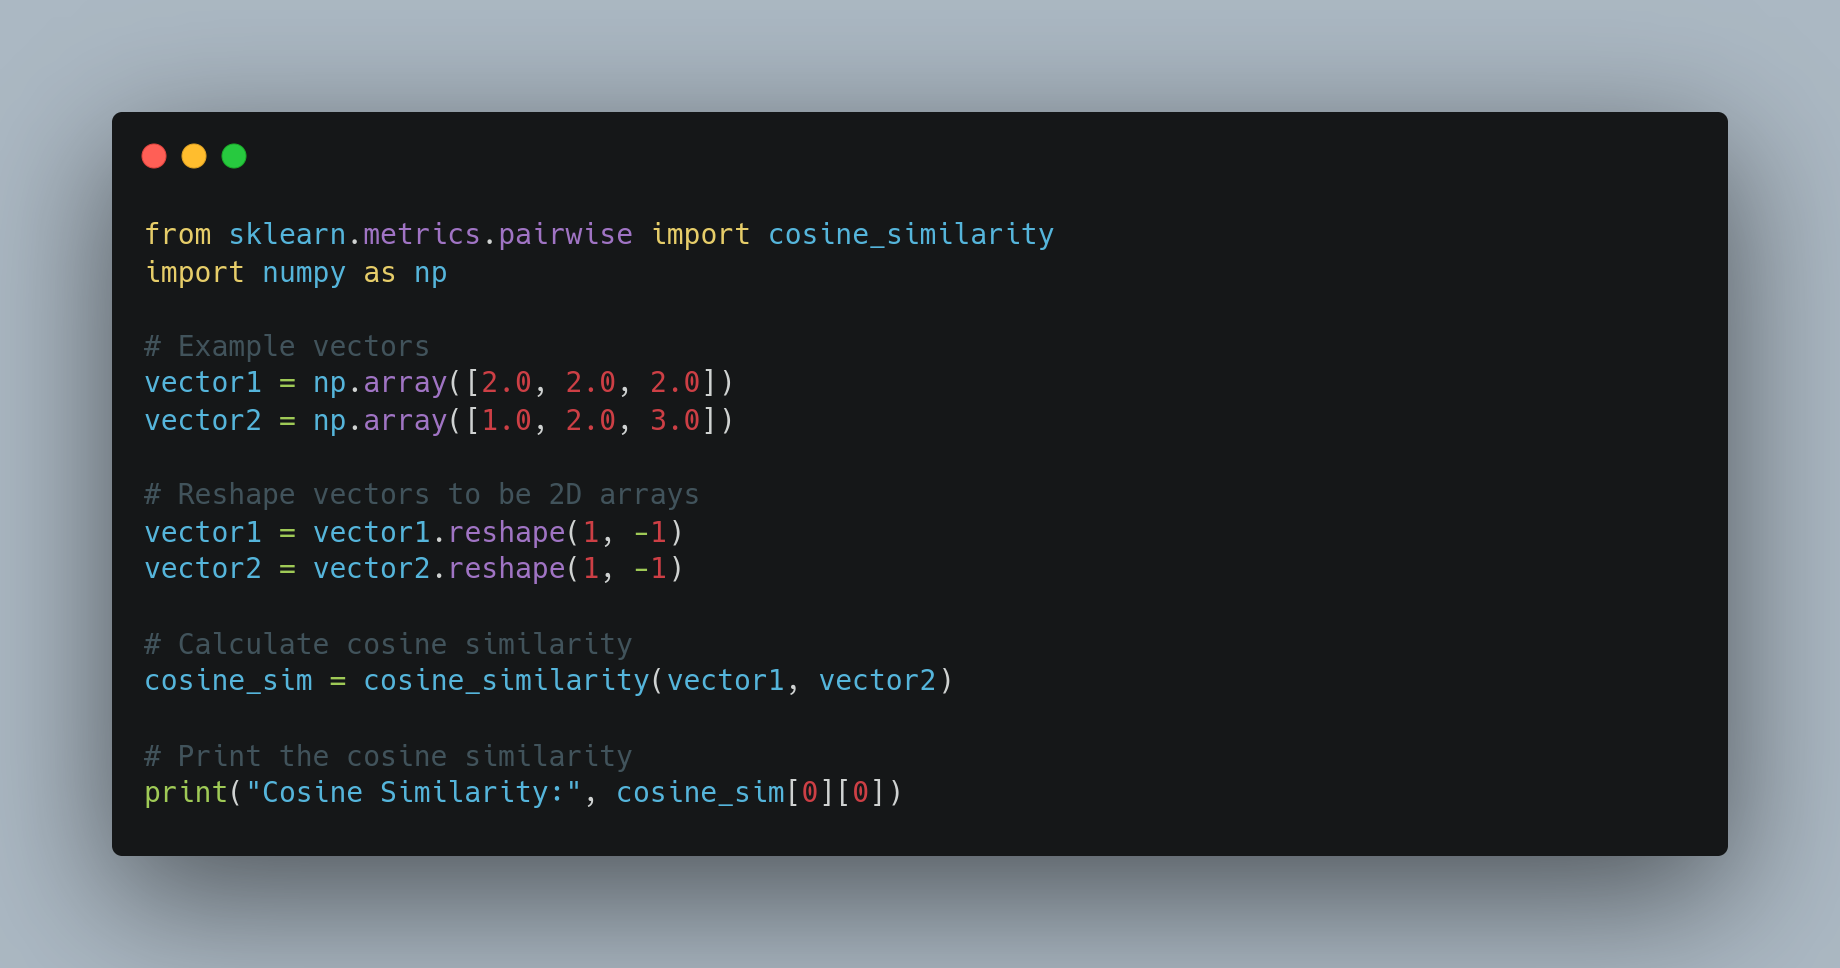 from sklearn.metrics.pairwise import cosine_similarity
import numpy as np
# Example vectors
vector1 = np.array([2.0, 2.0, 2.0])
vector2 = np.array([1.0, 2.0, 3.0])
# Reshape vectors to be 2D arrays
vector1 = vector1.reshape(1, -1)
vector2 = vector2.reshape(1, -1)
# Calculate cosine similarity
cosine_sim = cosine_similarity(vector1, vector2)
# Print the cosine similarity
print("Cosine Similarity:", cosine_sim[0][0])